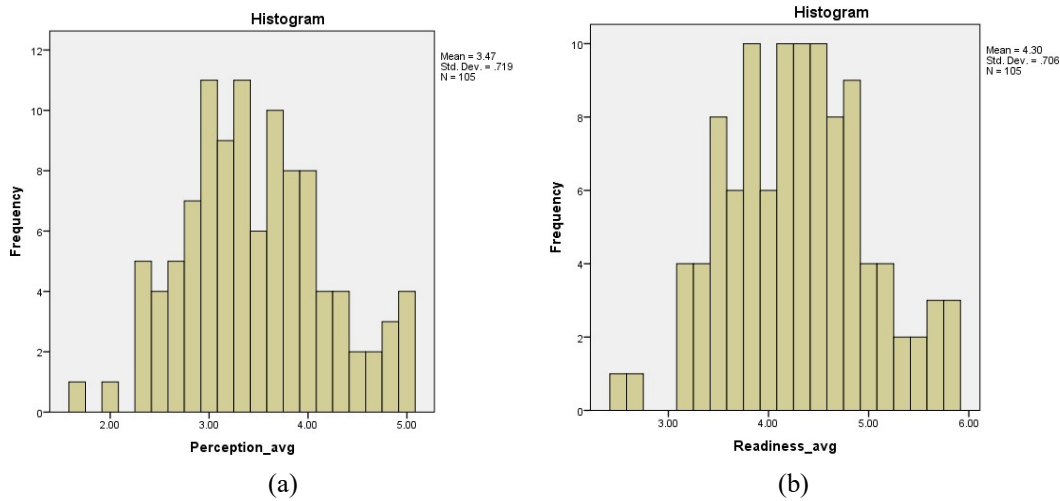 Histogram
Mean = 3.47
Std. Dev. = .719
N = 105
12
10
8
6
4
2
0
Frequency
2.00 3.00 4.00 5.00
Perception_avg
(a)
Histogram
Mean = 4.30
Std. Dev. = .706
N = 105
10
8
6
4
2
0
Frequency
3.00 4.00 5.00 6.00
Readiness_avg
(b)